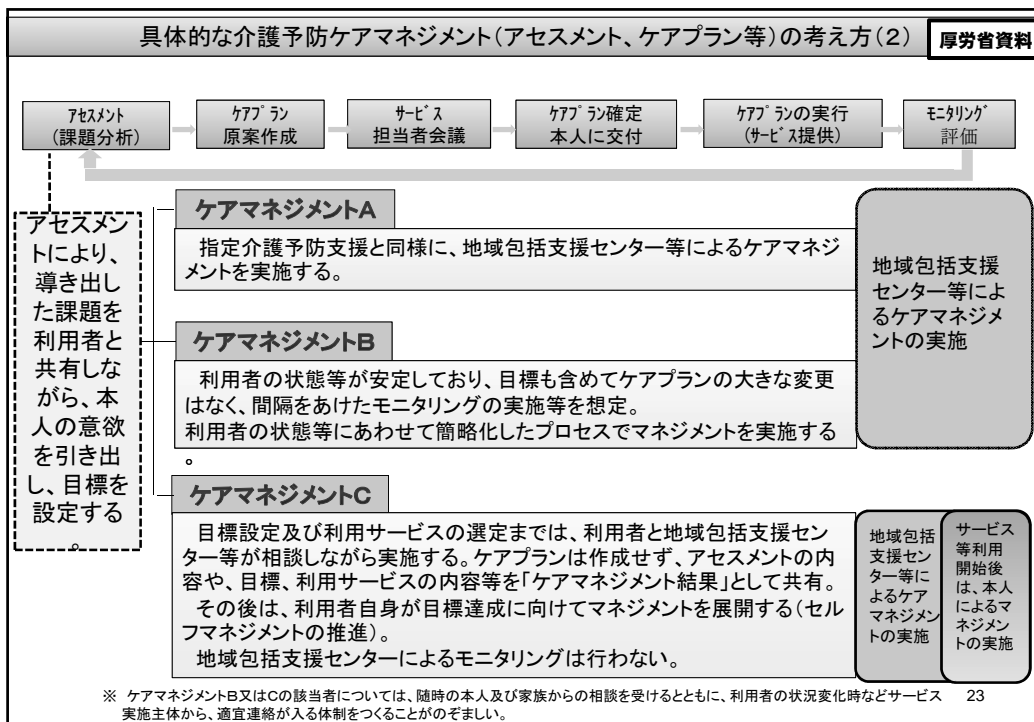 具体的な介護予防ケアマネジメント(アセスメント、ケアプラン等)の考え方(2)
厚労省資料
ｱｾｽﾒﾝﾄ
(課題分析)
ｹｱﾌﾟﾗﾝ
原案作成
ｻｰﾋﾞｽ
担当者会議
ｹｱﾌﾟﾗﾝ確定
本人に交付
ｹｱﾌﾟﾗﾝの実行
(ｻｰﾋﾞｽ提供)
ﾓﾆﾀﾘﾝｸﾞ
評価
アセスメン
トにより、
導き出し
た課題を
利用者と
共有しな
がら、本
人の意欲
を引き出
し、目標を
設定する
。
ケアマネジメントA
指定介護予防支援と同様に、地域包括支援センター等によるケアマネジ
メントを実施する。
ケアマネジメントB
利用者の状態等が安定しており、目標も含めてケアプランの大きな変更
はなく、間隔をあけたモニタリングの実施等を想定。
利用者の状態等にあわせて簡略化したプロセスでマネジメントを実施する
。
地域包括支援
センター等によ
るケアマネジメ
ントの実施
ケアマネジメントC
目標設定及び利用サービスの選定までは、利用者と地域包括支援セン
ター等が相談しながら実施する。ケアプランは作成せず、アセスメントの内
容や、目標、利用サービスの内容等を「ケアマネジメント結果」として共有。
その後は、利用者自身が目標達成に向けてマネジメントを展開する(セル
フマネジメントの推進)。
地域包括支援センターによるモニタリングは行わない。
地域包括
支援セン
ター等に
よるケア
マネジメン
トの実施
サービス
等利用
開始後
は、本人
によるマ
ネジメン
トの実施
※ ケアマネジメントB又はCの該当者については、随時の本人及び家族からの相談を受けるとともに、利用者の状況変化時などサービス
実施主体から、適宜連絡が入る体制をつくることがのぞましい。
23